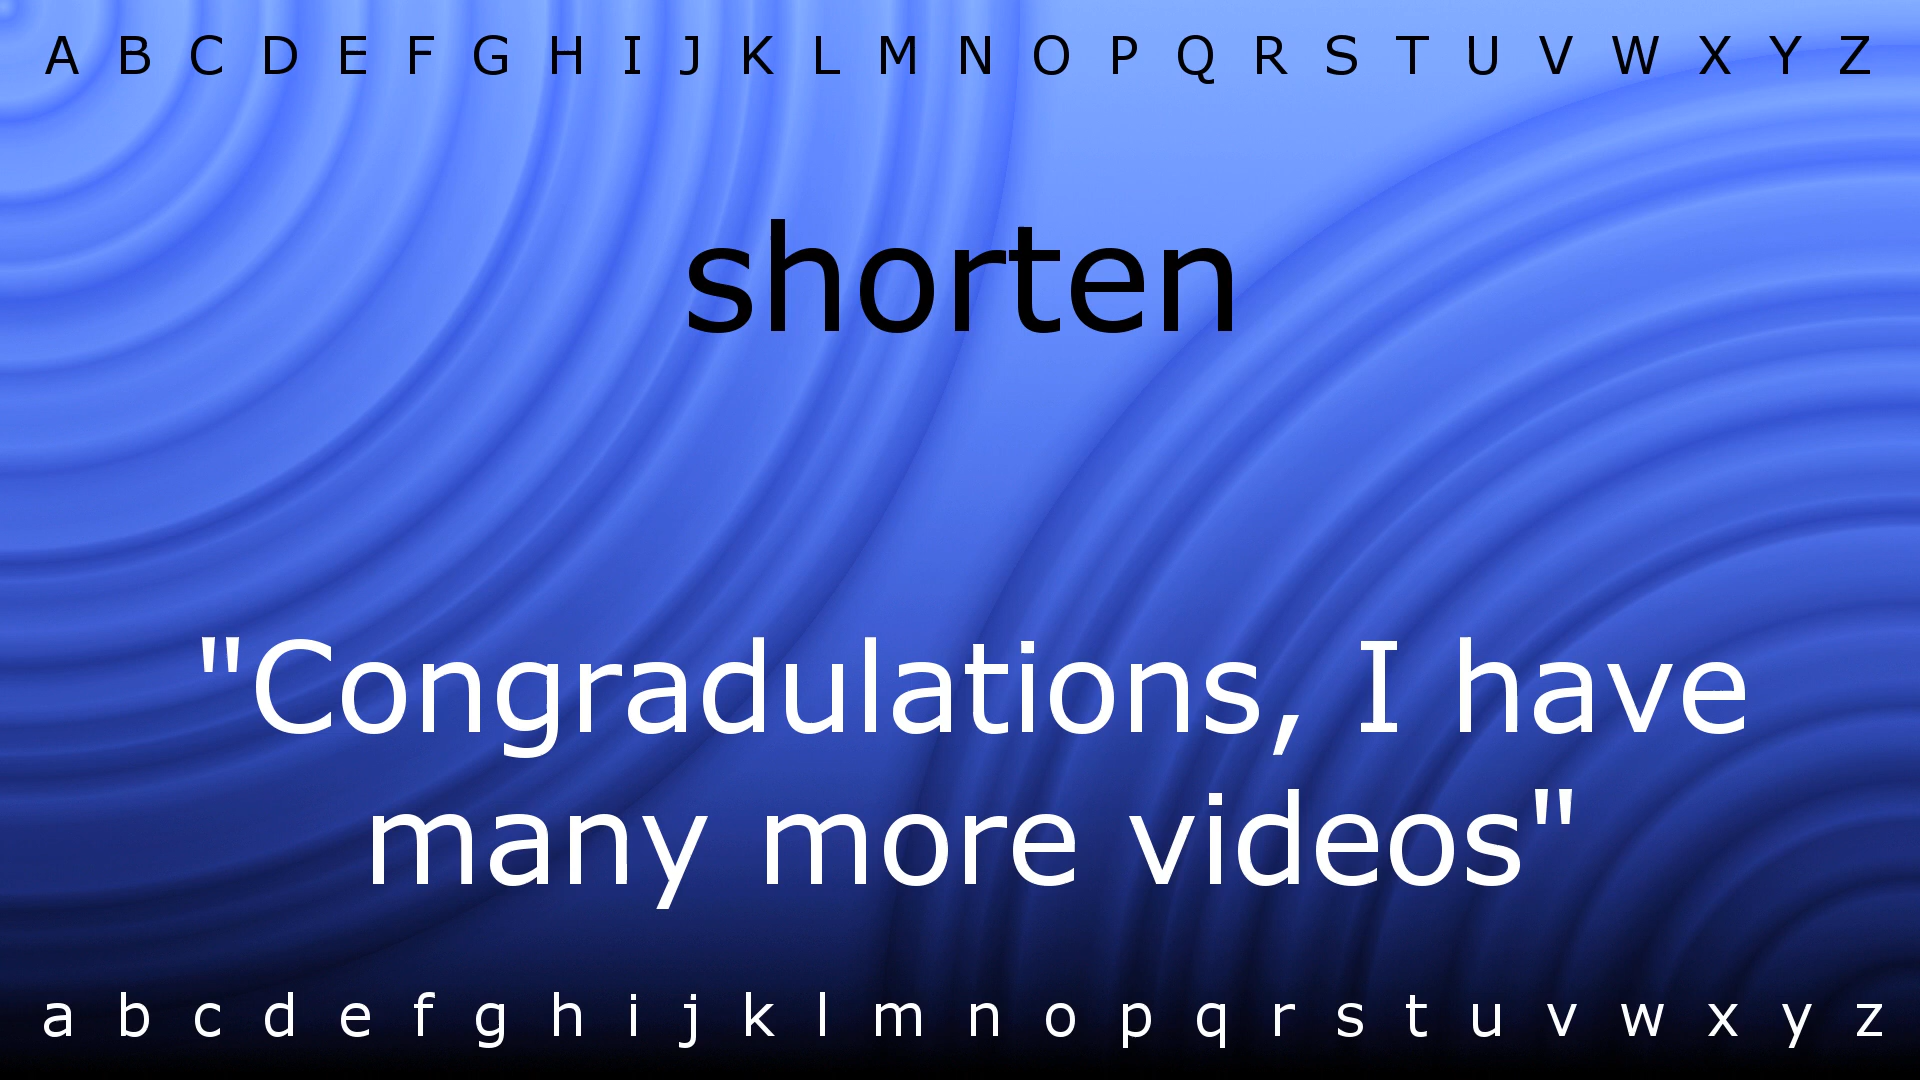 A B C D E F G H I J K L M N O P Q R S T U V W X Y Z
shorten
"Congradulations, I have
many more videos"
a b c d e f g h i j k l m n o p q r s t u v w x y z